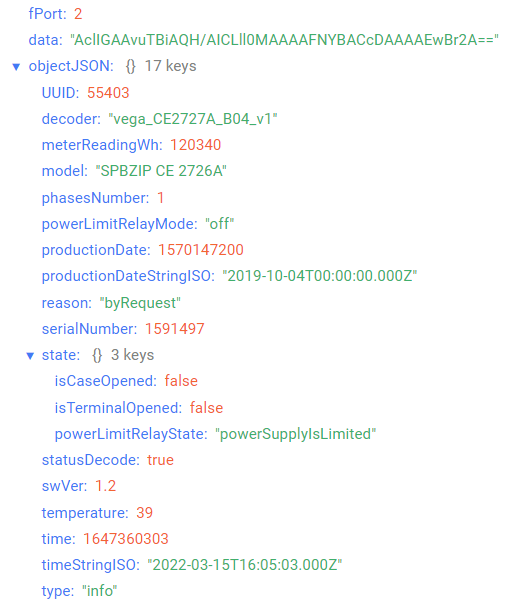 fPort: 2
data: "AclIGAAvuTBiAQH/AICLlI0MAAAAFNYBACcDAAAAEwBr2A=="
▼ objectJSON: {} 17 keys
UUID: 55403
decoder: "vega_CE2727A_B04_v1"
meterReadingWh: 120340
model: "SPBZIP CE 2726A"
phasesNumber: 1
powerLimitRelayMode: "off"
productionDate: 1570147200
productionDateStringISO: "2019-10-04T00:00:00.000Z"
reason: "byRequest"
serialNumber: 1591497
▼ state: {} 3 keys
isCaseOpened: false
isTerminalOpened: false
powerLimitRelayState: "powerSupplyIsLimited"
statusDecode: true
swVer: 1.2
temperature: 39
time: 1647360303
timeStringISO: "2022-03-15T16:05:03.000Z"
type: "info"